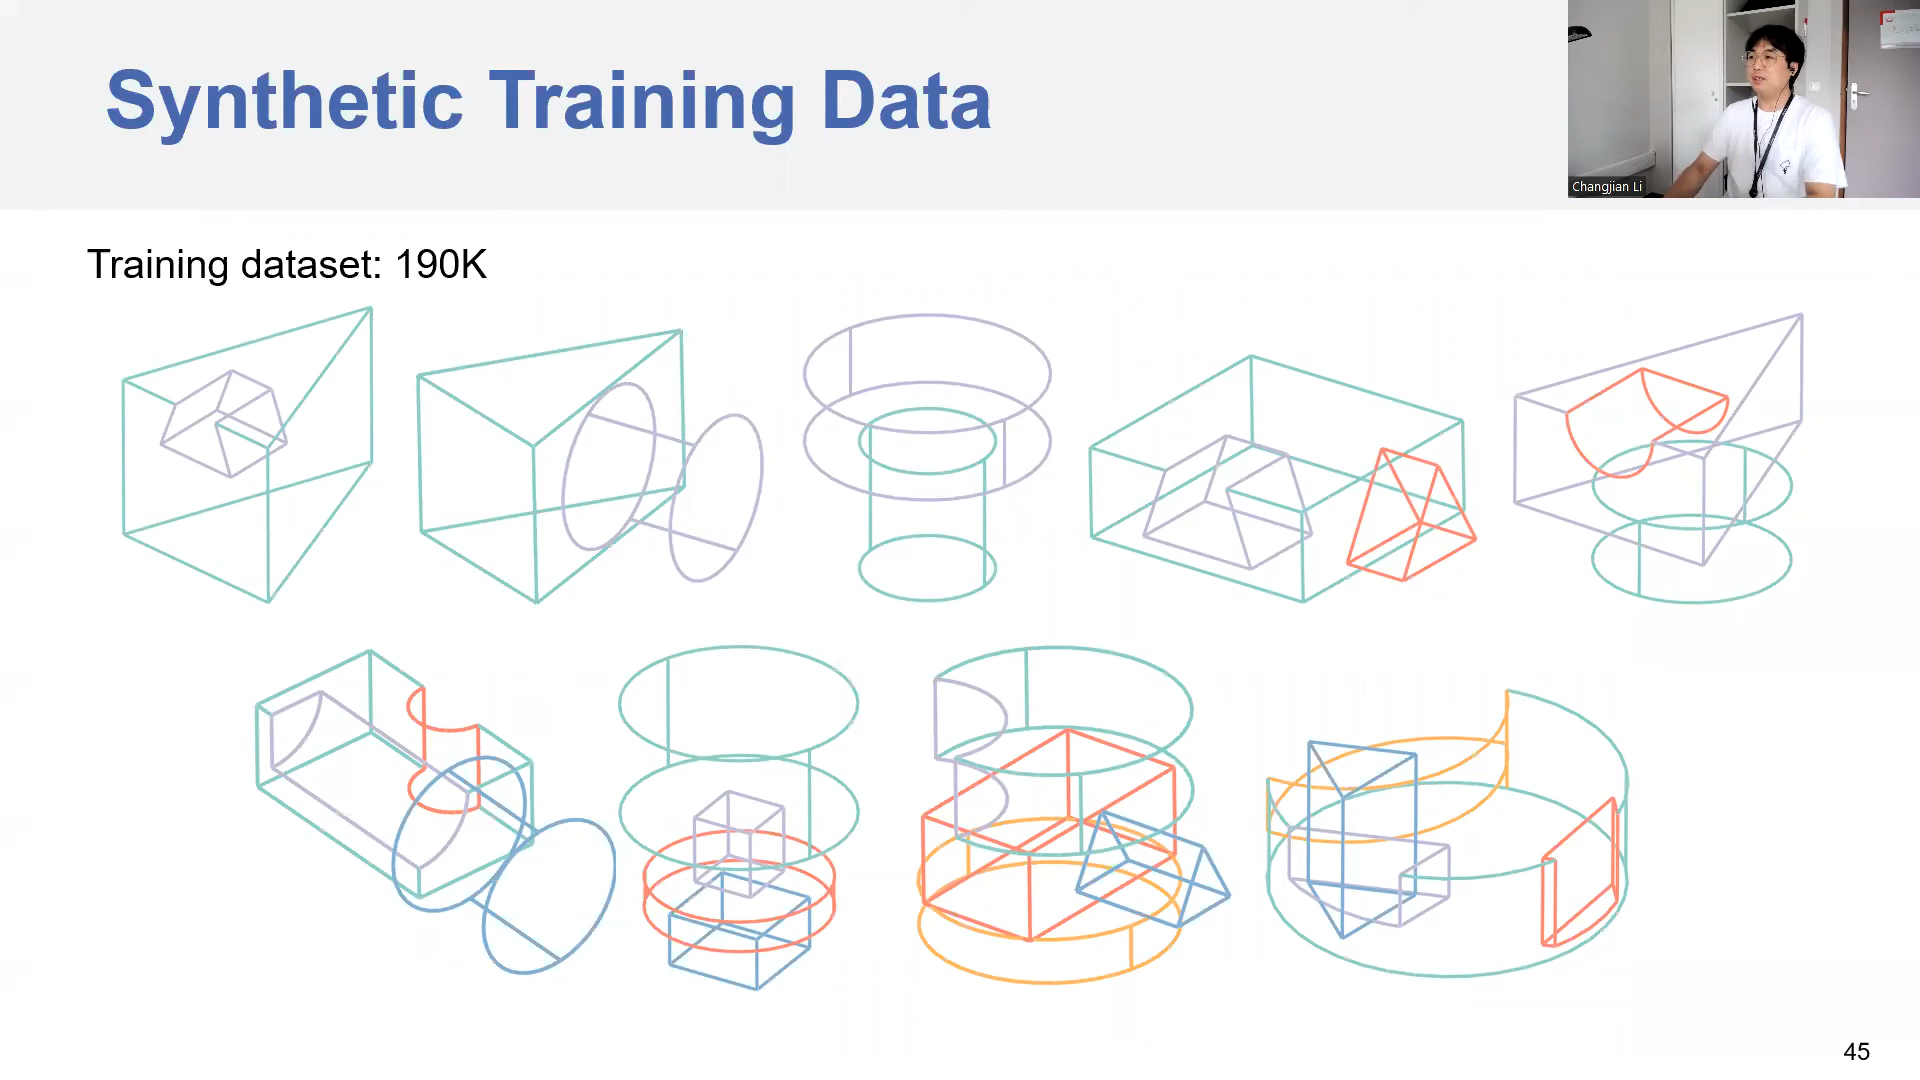 Synthetic Training Data
Changjian Li
Training dataset: 190K
45